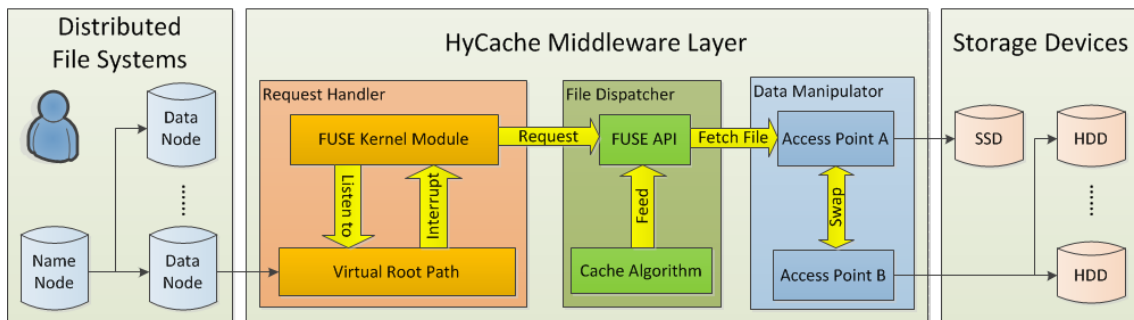 Distributed
File Systems
Data
Node
Name
Node
Data
Node
HyCache Middleware Layer
Request Handler
FUSE Kernel Module
Listen to
Interrupt
Virtual Root Path
Request
File Dispatcher
FUSE API
Feed
Cache Algorithm
Fetch File
Data Manipulator
Access Point A
Swap
Access Point B
Storage Devices
SSD
HDD
HDD